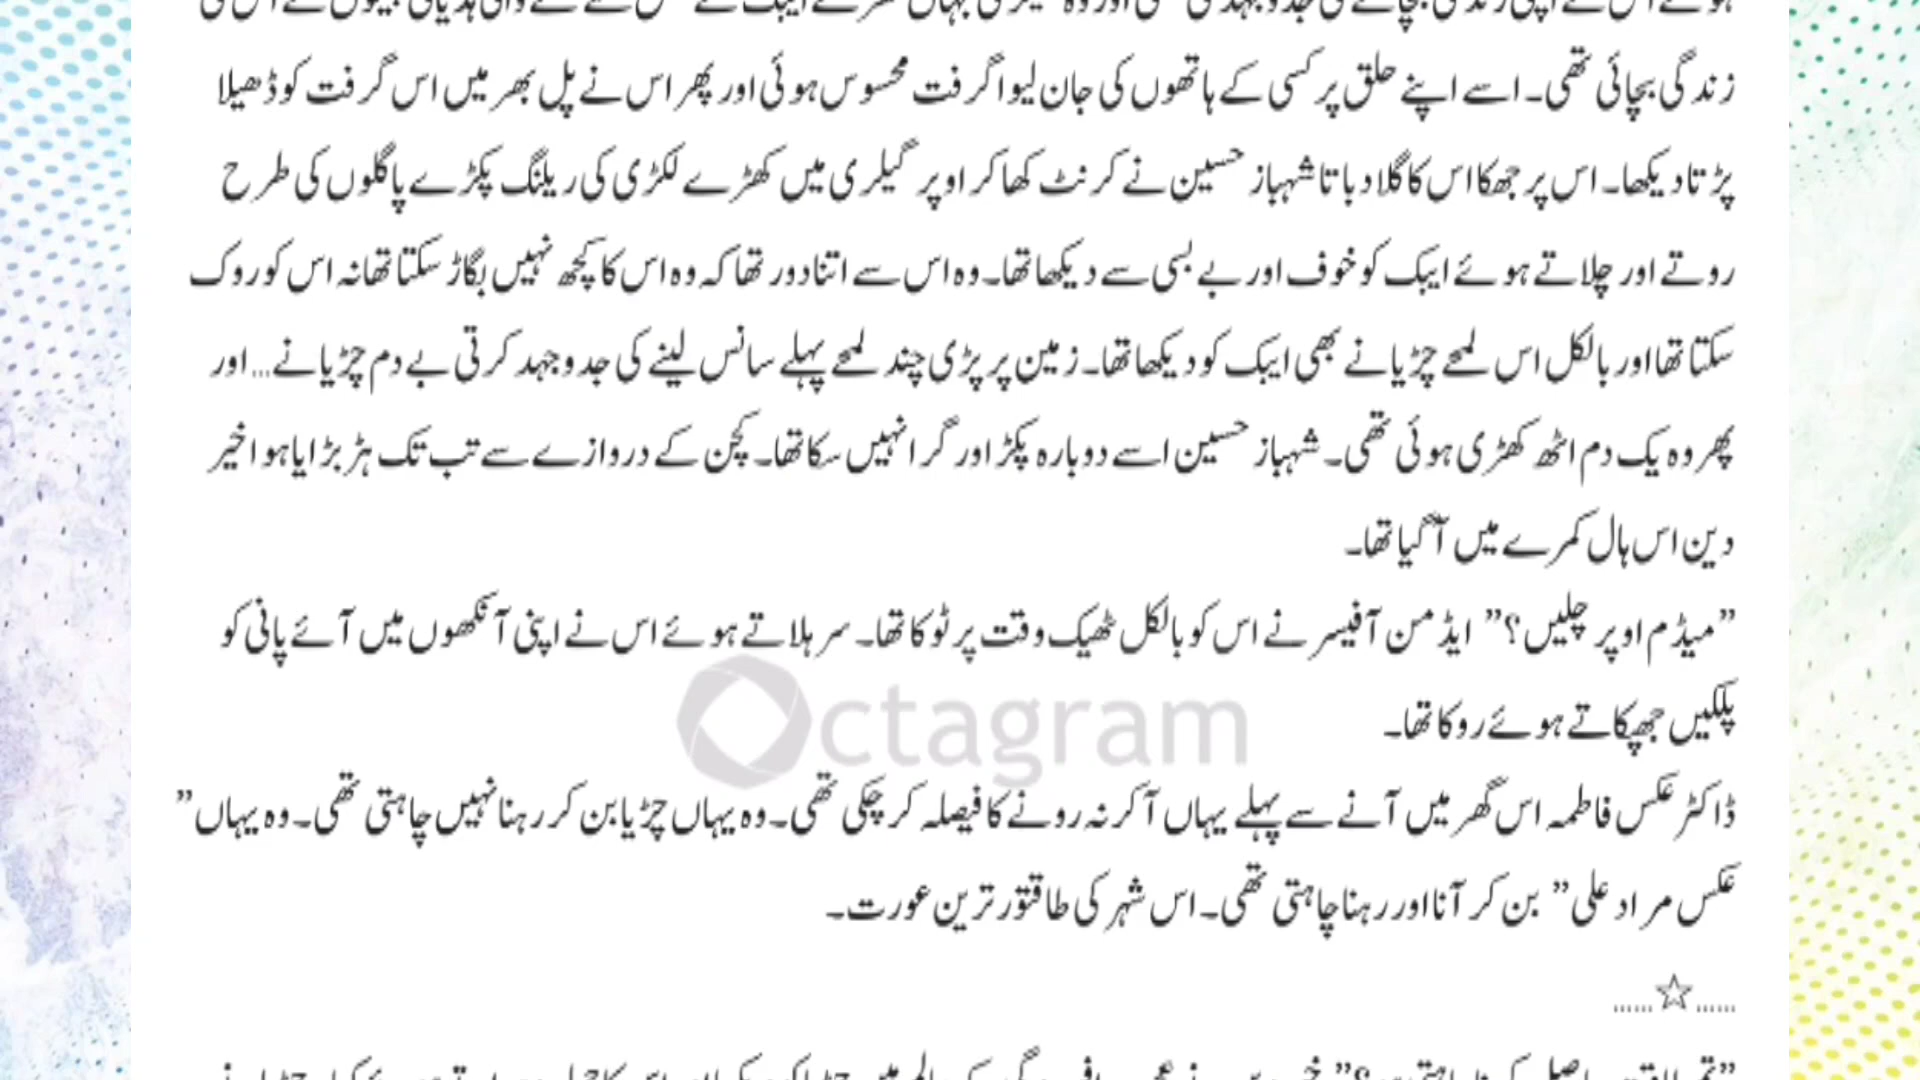 زندگی بچائی تھی۔ اسے اپنے حلق پر کسی کے ہاتھوں کی جان لیوا گرفت محسوس ہوئی اور پھر اس نے پل بھر میں اس گرفت کو ڈھیلا
پڑتا دیکھا۔ اس پر جھکا اس کا گلا دباتا شہباز حسین نے کرنٹ کھا کر اوپر گیلری میں کھڑے لکڑی کی ریلنگ پکڑے پاگلوں کی طرح
روتے اور چلاتے ہوئے ایبک کو خوف اور بے بسی سے دیکھا تھا۔ وہ اس سے اتنا دور تھا کہ وہ اس کا کچھ نہیں بگاڑ سکتا تھا نہ اس کو روک
سکتا تھا اور بالکل اس لمحے چڑیا نے بھی ایبک کو دیکھا تھا۔ زمین پر پڑی چند لمحے پہلے سانس لینے کی جدوجہد کرتی بے دم چڑیا نے... اور
پھر وہ یک دم اٹھ کھڑی ہوئی تھی۔ شہباز حسین اسے دوبارہ پکڑ اور گرا نہیں سکا تھا۔ کچن کے دروازے سے تب تک ہڑبڑایا ہوا خیر
دین اس ہال کمرے میں آ گیا تھا۔
”میڈم اوپر چلیں؟” ایڈمن آفیسر نے اس کو بالکل ٹھیک وقت پر ٹوکا تھا۔ سر ہلاتے ہوئے اس نے اپنی آنکھوں میں آئے پانی کو
پلکیں جھپکاتے ہوئے روکا تھا۔
Octagram
ڈاکٹر عکس فاطمہ اس گھر میں آنے سے پہلے یہاں آ کر نہ رونے کا فیصلہ کر چکی تھی۔ وہ یہاں چڑیا بن کر رہنا نہیں چاہتی تھی۔ وہ یہاں ”
عکس مراد علی” بن کر آنا اور رہنا چاہتی تھی۔ اس شہر کی طاقتور ترین عورت۔
......☆......